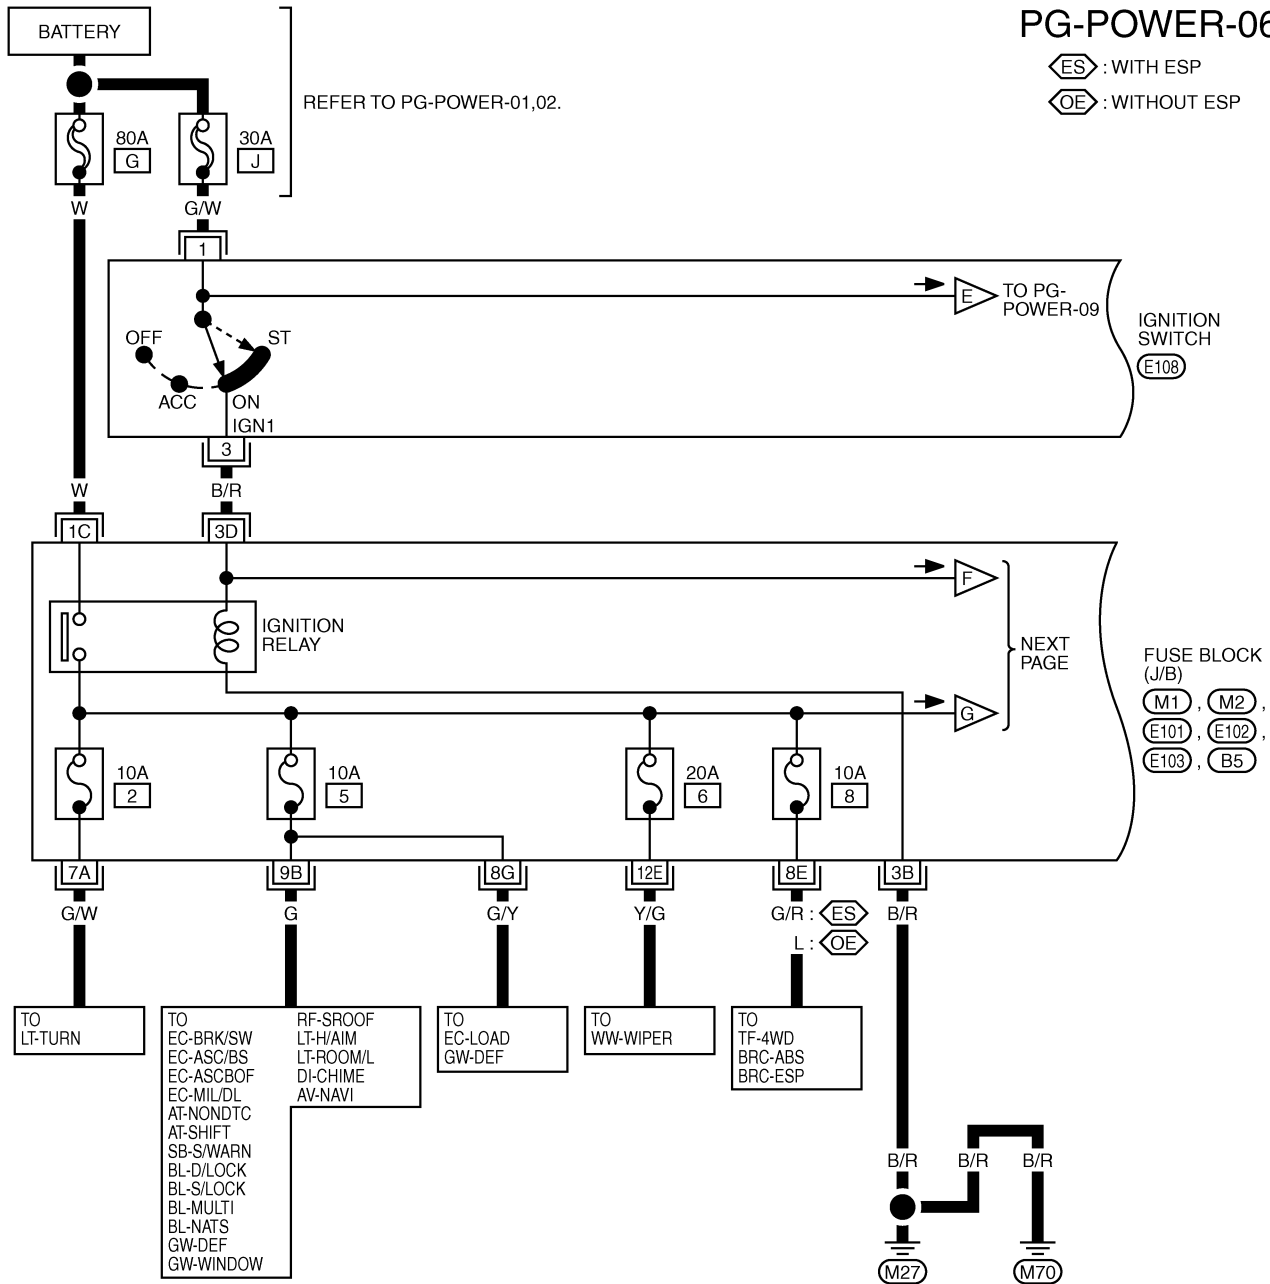 PG-POWER-06
BATTERY
ES : WITH ESP
OE : WITHOUT ESP
REFER TO PG-POWER-01,02.
80A
G
30A
J
W
G/W
1
E
TO PG-
POWER-09
IGNITION
SWITCH
E108
OFF
ST
ACC
ON
IGN1
3
W
B/R
1C
3D
F
IGNITION
RELAY
NEXT
PAGE
G
FUSE BLOCK
(J/B)
M1 , M2 ,
E101 , E102 ,
E103 , B5
10A
2
10A
5
20A
6
10A
8
7A
9B
8G
12E
8E
3B
G/W
G
G/Y
Y/G
G/R : ES
L : OE
B/R
TO
LT-TURN
TO
EC-BRK/SW
EC-ASC/BS
EC-ASCBOF
EC-MIL/DL
AT-NONDTC
AT-SHIFT
SB-S/WARN
BL-D/LOCK
BL-S/LOCK
BL-MULTI
BL-NATS
GW-DEF
GW-WINDOW
RF-SROOF
LT-H/AIM
LT-ROOM/L
DI-CHIME
AV-NAVI
TO
EC-LOAD
GW-DEF
TO
WW-WIPER
TO
TF-4WD
BRC-ABS
BRC-ESP
B/R
B/R
B/R
M27
M70